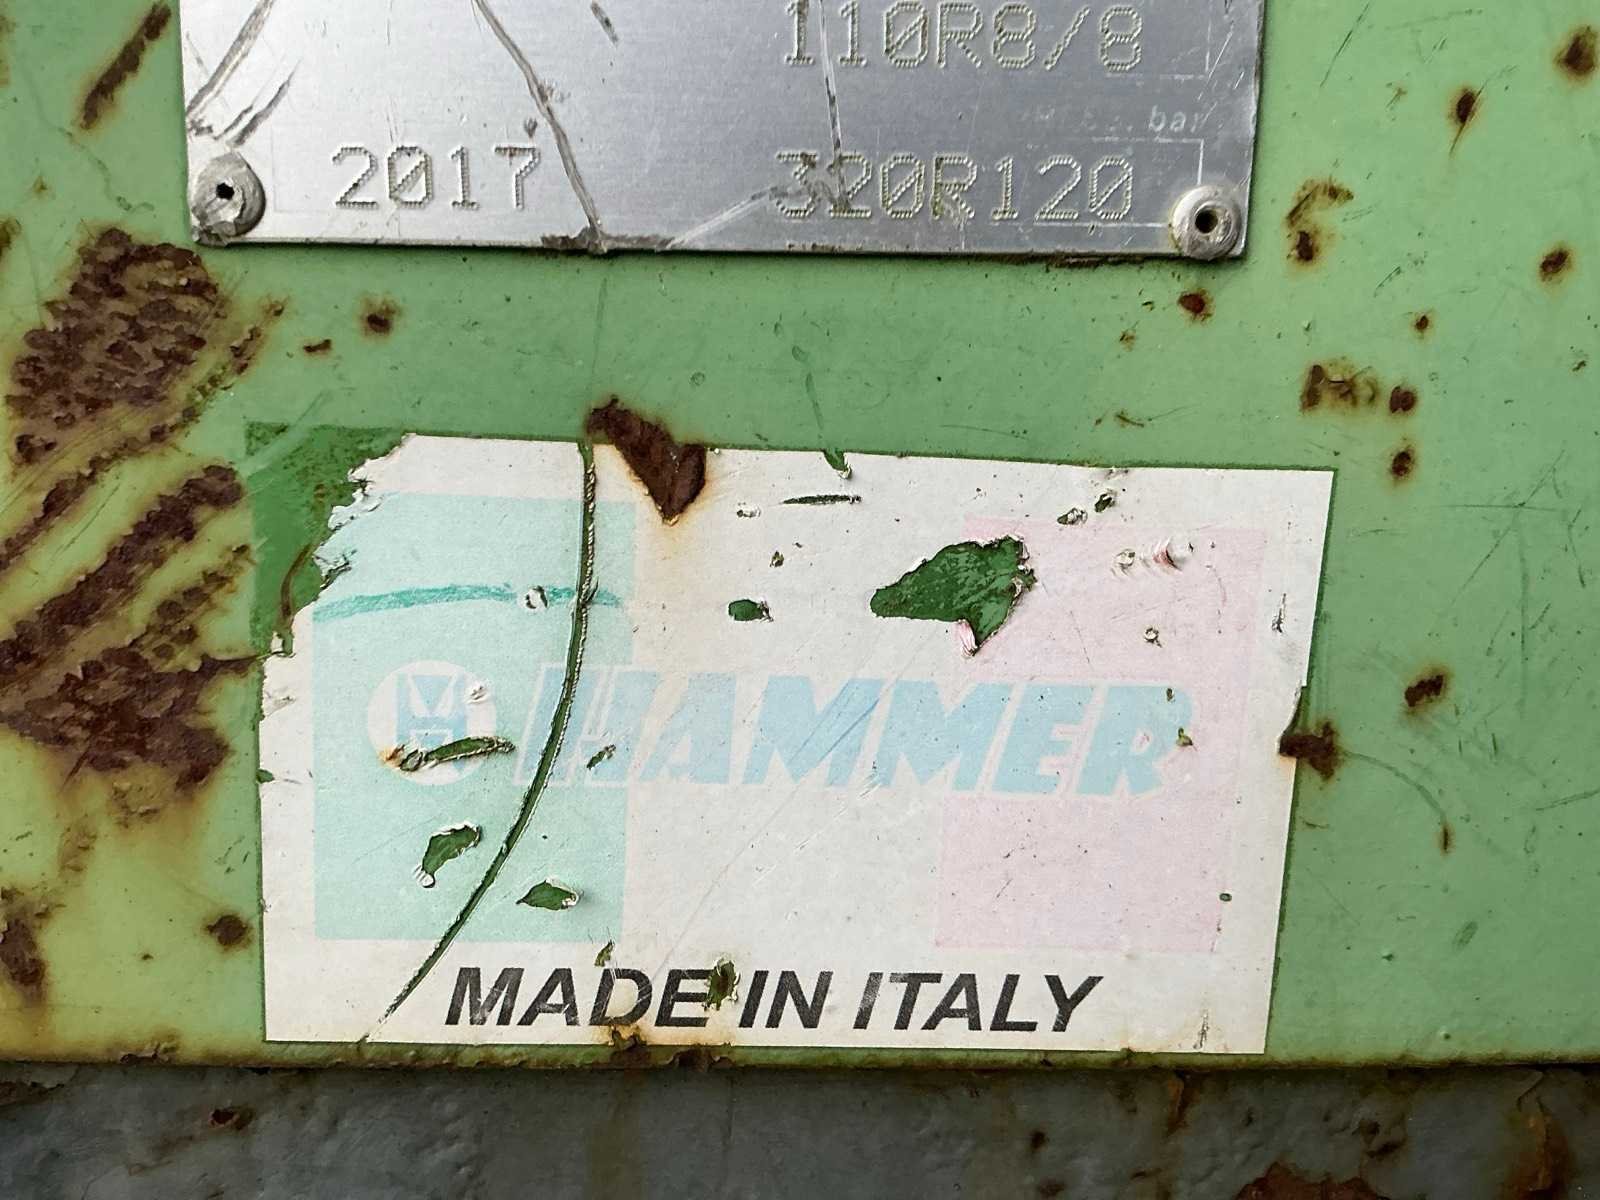 110R8/8
bar
2017 320R120
HAMMER
MADE IN ITALY